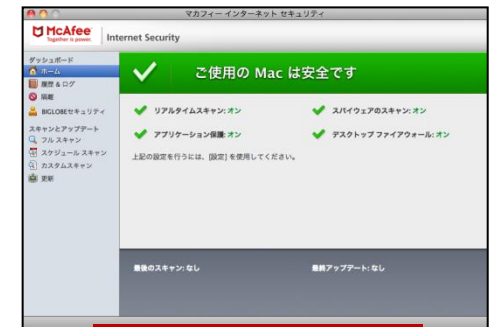 マカフィー インターネット セキュリティ
McAfee
Together is power.
Internet Security
ダッシュボード
ホーム
履歴 & ログ
隔離
BIGLOBEセキュリティ
スキャンとアップデート
フル スキャン
スケジュール スキャン
カスタムスキャン
更新
ご使用の Mac は安全です
リアルタイムスキャン: オン
スパイウェアのスキャン: オン
アプリケーション保護: オン
デスクトップ ファイアウォール: オン
上記の設定を行うには、[設定] を使用してください。
最後のスキャン: なし
最終アップデート: なし